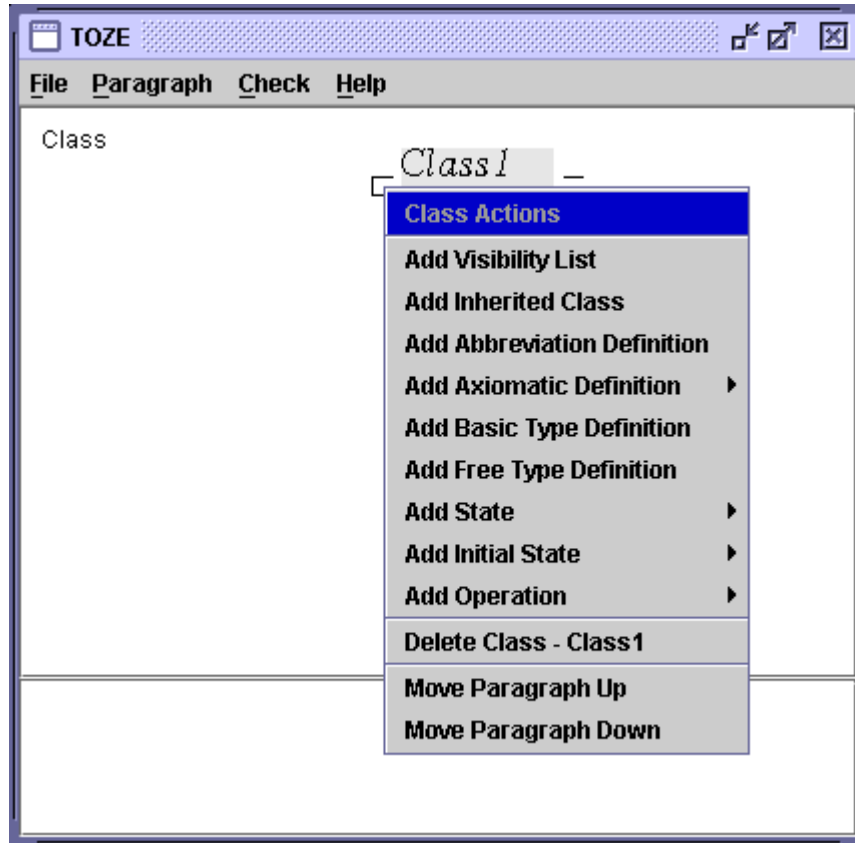 TOZE
File Paragraph Check Help
Class
Class1
Class Actions
Add Visibility List
Add Inherited Class
Add Abbreviation Definition
Add Axiomatic Definition
Add Basic Type Definition
Add Free Type Definition
Add State
Add Initial State
Add Operation
Delete Class - Class1
Move Paragraph Up
Move Paragraph Down